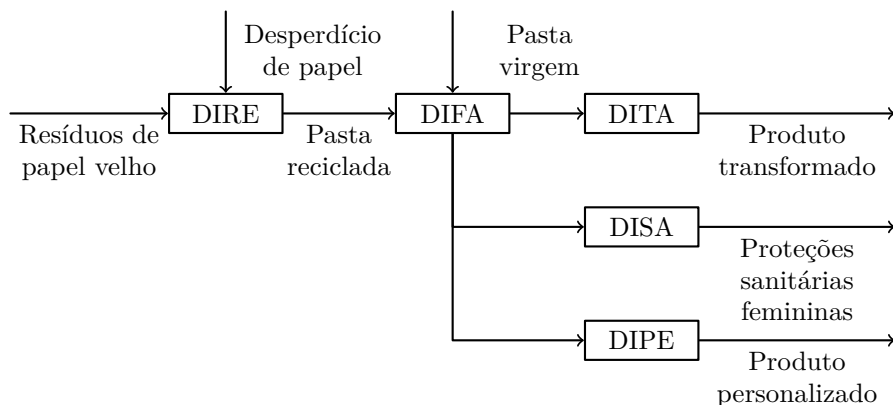 Desperdício
de papel
Pasta
virgem
DIRE
DIFA
DITA
Resíduos de
papel velho
Pasta
reciclada
Produto
transformado
DISA
Proteções
sanitárias
femininas
DIPE
Produto
personalizado